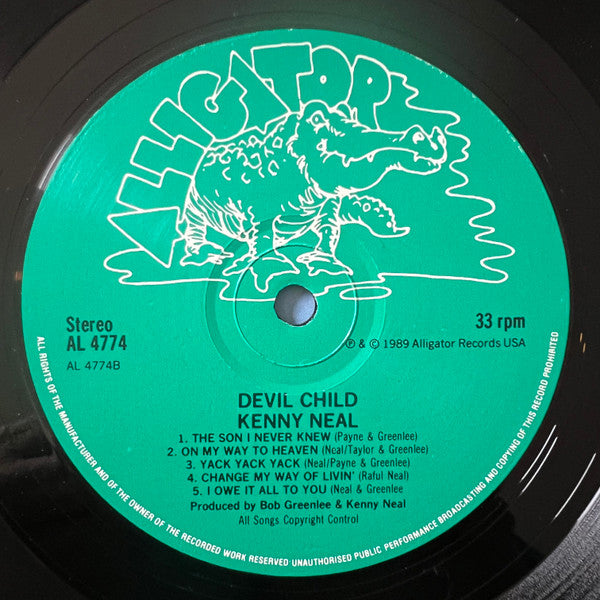 ALLIGATOR
Stereo
AL 4774
AL 4774B
33 rpm
℗ & © 1989 Alligator Records USA
DEVIL CHILD
KENNY NEAL
1. THE SON I NEVER KNEW (Payne & Greenlee)
2. ON MY WAY TO HEAVEN (Neal/Taylor & Greenlee)
3. YACK YACK YACK (Neal/Payne & Greenlee)
4. CHANGE MY WAY OF LIVIN' (Raful Neal)
5. I OWE IT ALL TO YOU (Neal & Greenlee
Produced by Bob Greenlee & Kenny Neal
All Songs Copyright Control
ALL RIGHTS OF THE MANUFACTURER AND OF THE OWNER OF THE RECORDED WORK RESERVED UNAUTHORISED PUBLIC PERFORMANCE BROADCASTING AND COPYING OF THIS RECORD PROHIBITED